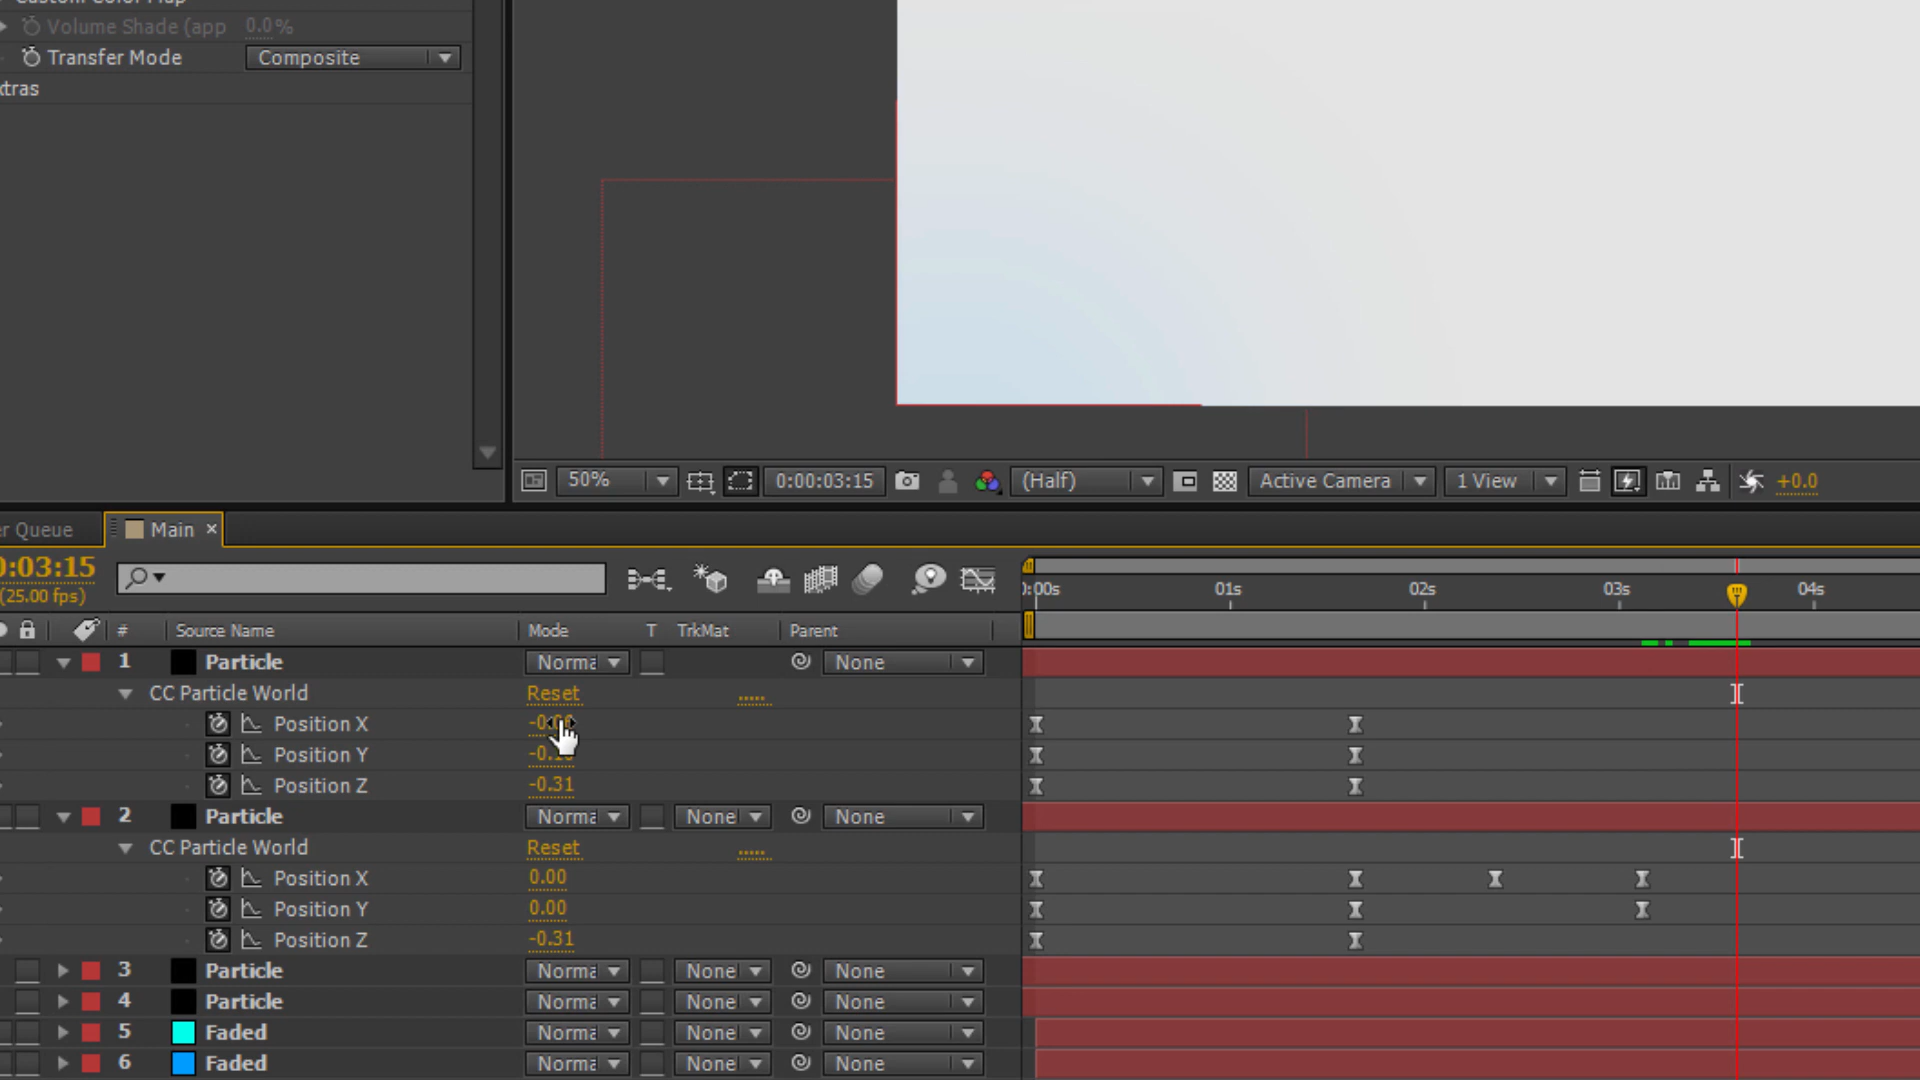 Volume Shade (app 0.0%
Transfer Mode Composite
xtras
50% 0:00:03:15 (Half) Active Camera 1 View +0.0
er Queue Main ×
0:03:15
(25.00 fps)
0:00s 01s 02s 03s 04s
# Source Name Mode T TrkMat Parent
1 Particle Norma None
CC Particle World Reset .....
Position X
Position Y
Position Z -0.31
2 Particle Norma None None
CC Particle World Reset .....
Position X 0.00
Position Y 0.00
Position Z -0.31
3 Particle Norma None None
4 Particle Norma None None
5 Faded Norma None None
6 Faded Norma None None